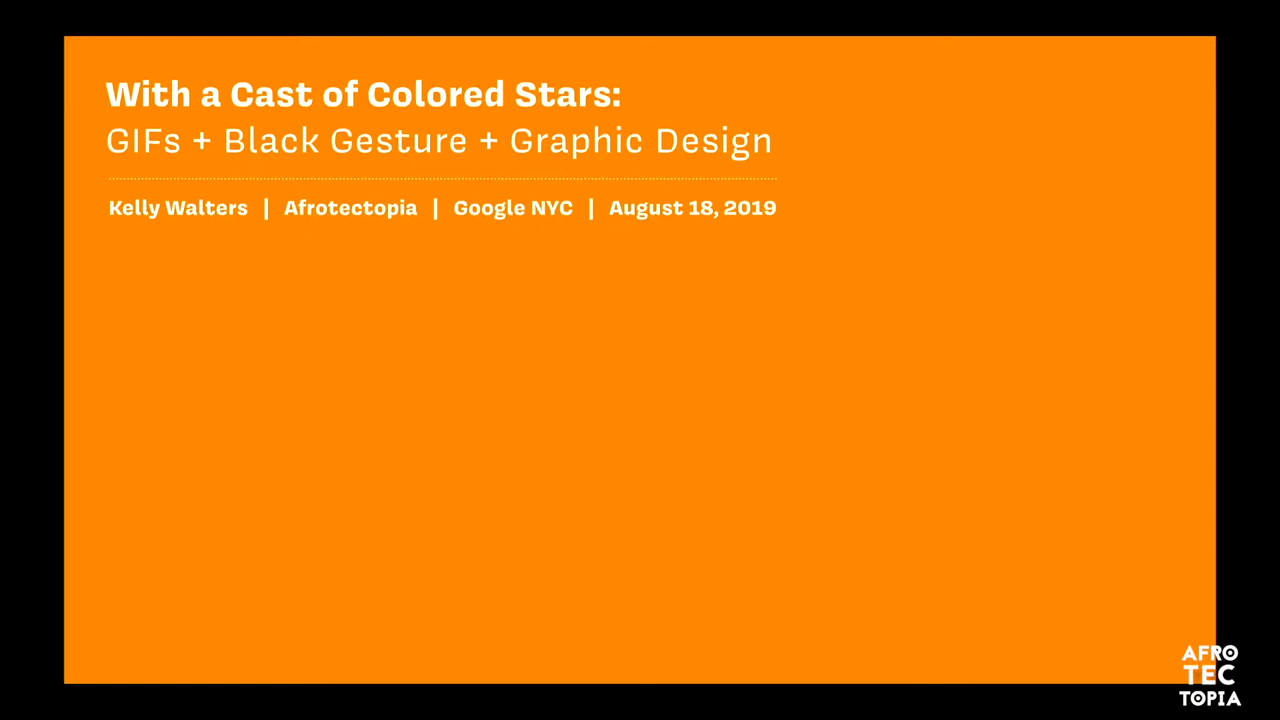 With a Cast of Colored Stars:
GIFs + Black Gesture + Graphic Design
Kelly Walters | Afrotectopia | Google NYC | August 18, 2019
AFRO
TEC
TOPIA